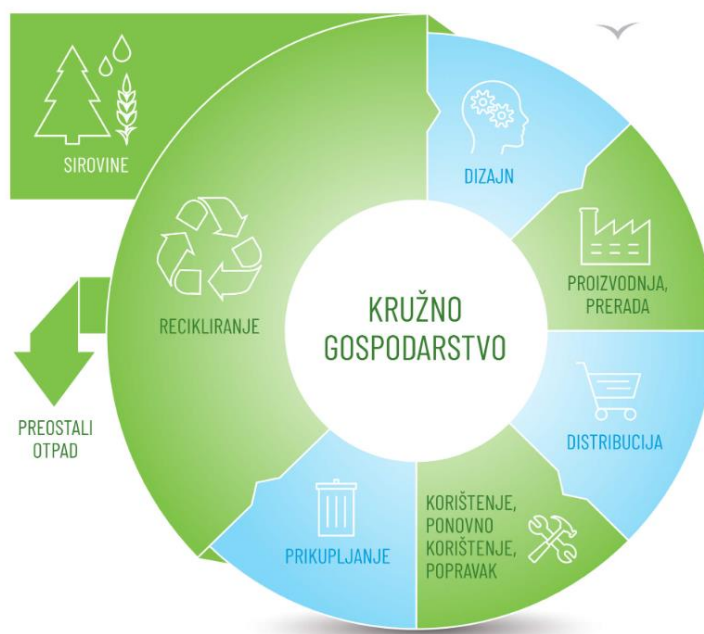 SIROVINE
DIZAJN
PROIZVODNJA,
PRERADA
DISTRIBUCIJA
KORIŠTENJE,
PONOVNO
KORIŠTENJE,
POPRAVAK
PRIKUPLJANJE
RECIKLIRANJE
PREOSTALI
OTPAD
KRUŽNO
GOSPODARSTVO